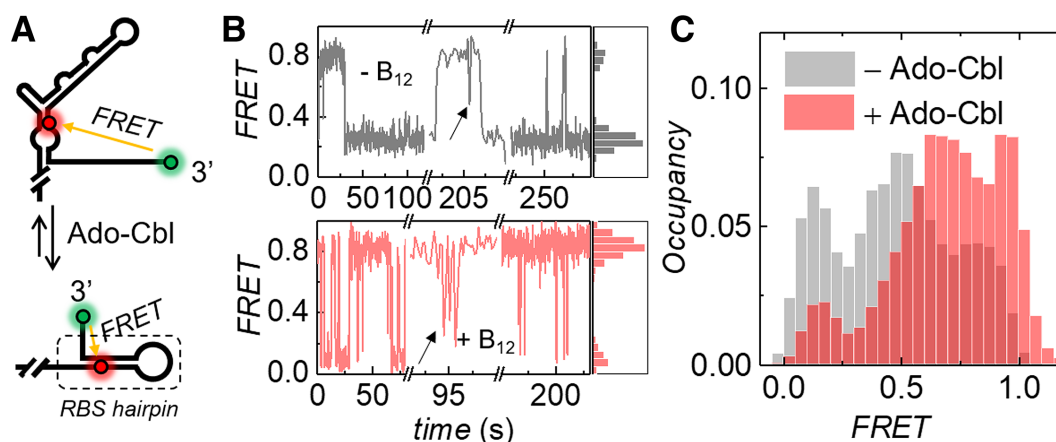 A
FRET
3'
Ado-Cbl
3'
FRET
RBS hairpin
B
FRET
0.8
0.4
0.0
- B12
0 50 100 205 250
FRET
0.8
0.4
0.0
+ B12
0 50 95 200
time (s)
C
Occupancy
0.10
0.05
0.00
– Ado-Cbl
+ Ado-Cbl
0.0 0.5 1.0
FRET